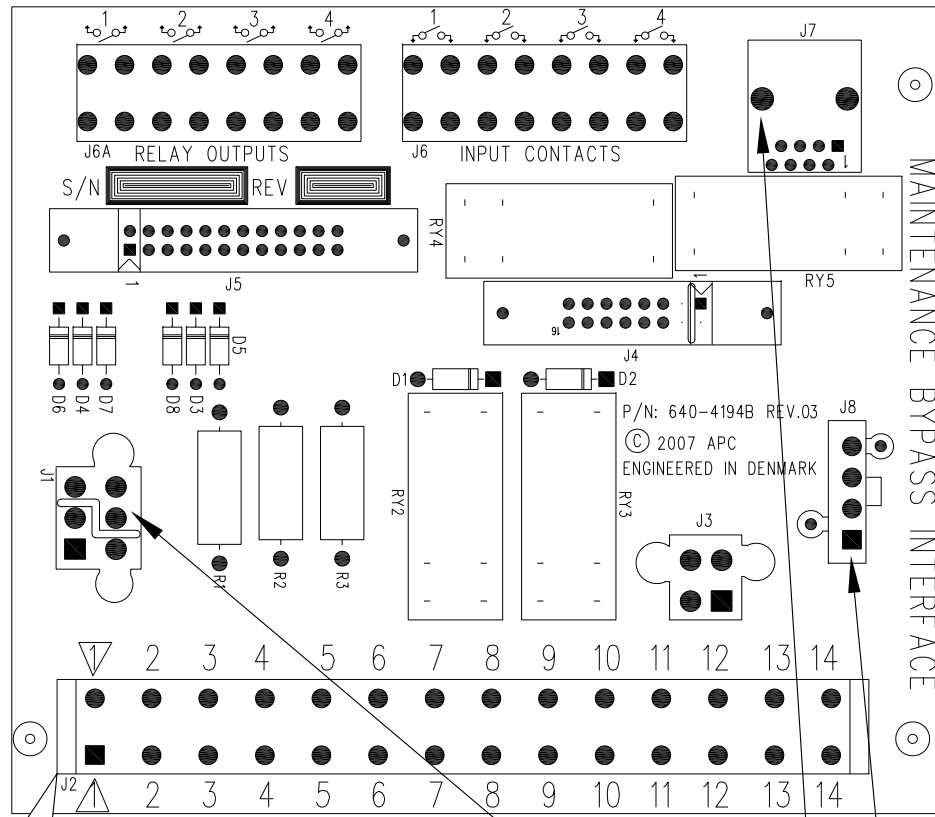 1 2 3 4
1 2 3 4
J7
J6A RELAY OUTPUTS
J6 INPUT CONTACTS
1
S/N REV
MAINTENANCE BYPASS INTERFACE
RY4
RY5
1
J5
1
16
J4
D5
D6 D4 D7
D8 D3
D1 D2
P/N: 640-4194B REV.03
© 2007 APC
ENGINEERED IN DENMARK
J8
J1
RY2
RY3
J3
R1 R2 R3
1 2 3 4 5 6 7 8 9 10 11 12 13 14
J2
1 2 3 4 5 6 7 8 9 10 11 12 13 14